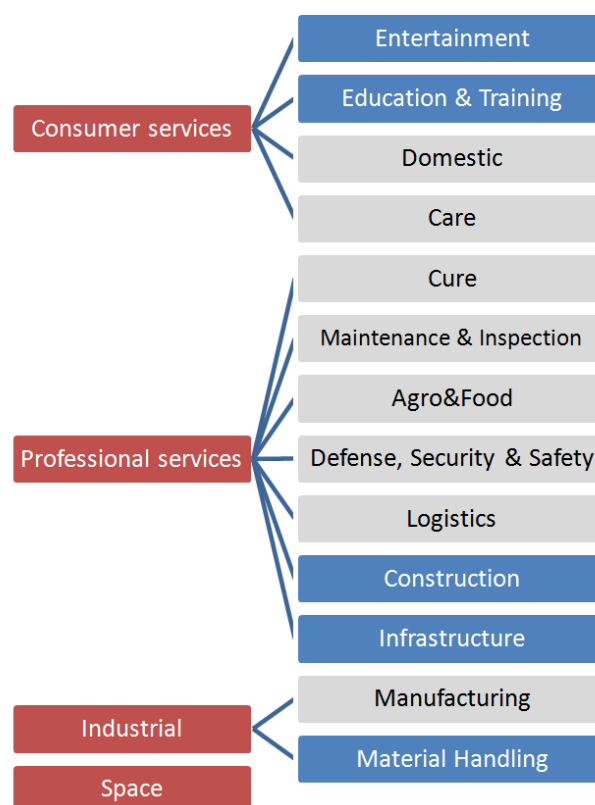 Entertainment
Education & Training
Consumer services
Domestic
Care
Cure
Maintenance & Inspection
Agro&Food
Professional services
Defense, Security & Safety
Logistics
Construction
Infrastructure
Manufacturing
Industrial
Material Handling
Space